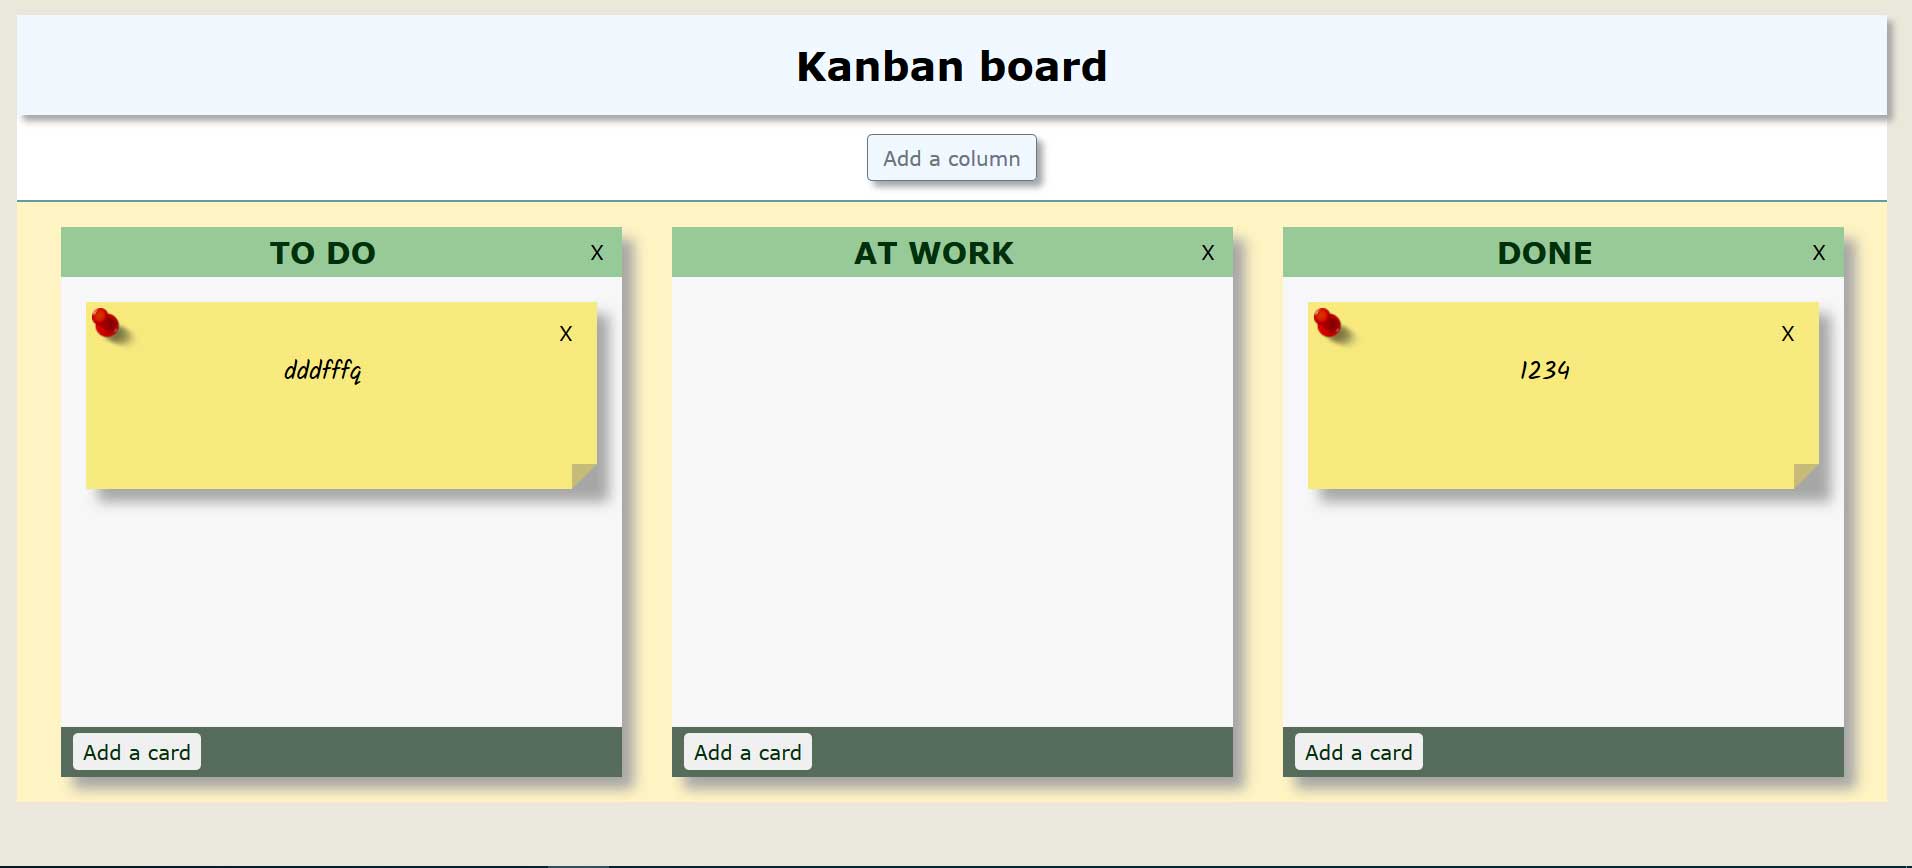 Kanban board
Add a column
TO DO X
AT WORK X
DONE X
X
dddfffq
X
1234
Add a card
Add a card
Add a card